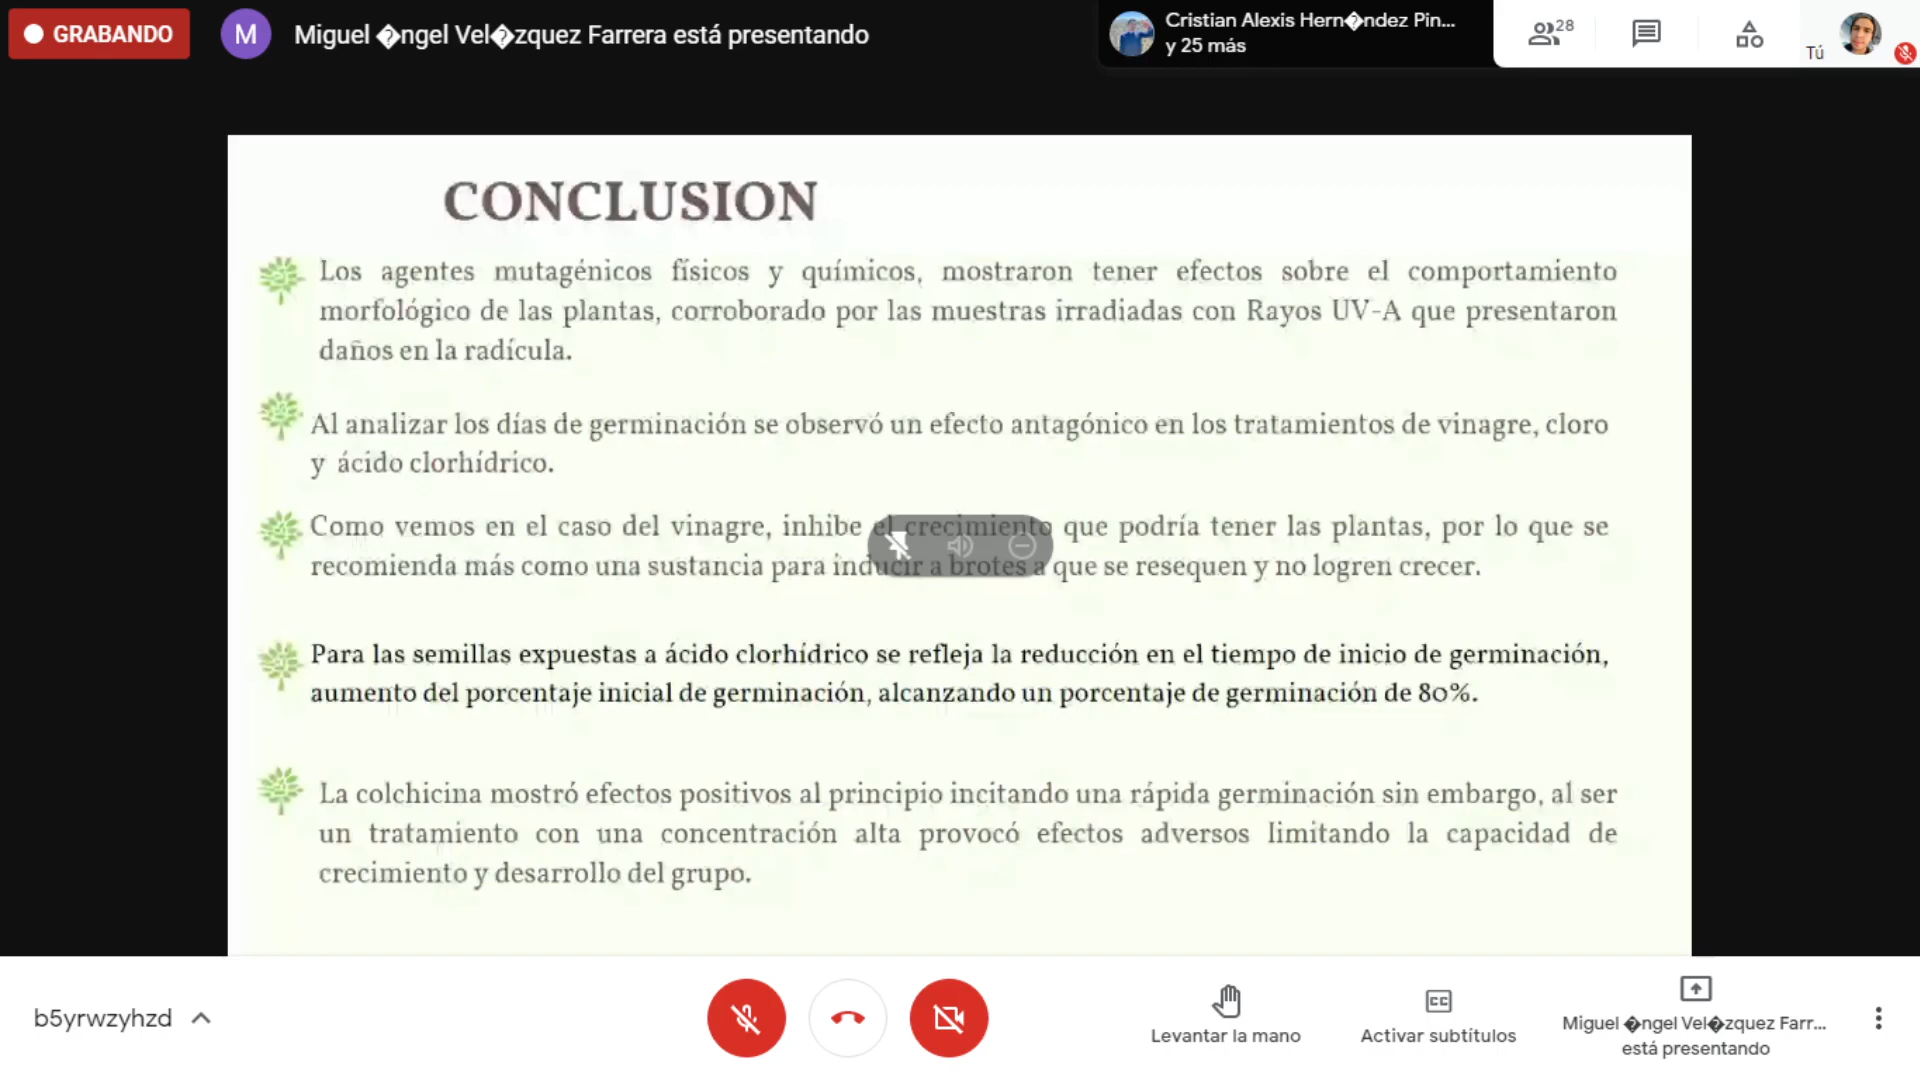 GRABANDO
M
Miguel �ngel Vel�zquez Farrera está presentando
Cristian Alexis Hern�ndez Pin...
y 25 más
28
Tú
CONCLUSION
Los agentes mutagénicos físicos y químicos, mostraron tener efectos sobre el comportamiento
morfológico de las plantas, corroborado por las muestras irradiadas con Rayos UV-A que presentaron
daños en la radícula.
Al analizar los días de germinación se observó un efecto antagónico en los tratamientos de vinagre, cloro
y ácido clorhídrico.
Como vemos en el caso del vinagre, inhibe el crecimiento que podría tener las plantas, por lo que se
recomienda más como una sustancia para inducir a brotes a que se resequen y no logren crecer.
Para las semillas expuestas a ácido clorhídrico se refleja la reducción en el tiempo de inicio de germinación,
aumento del porcentaje inicial de germinación, alcanzando un porcentaje de germinación de 80%.
La colchicina mostró efectos positivos al principio incitando una rápida germinación sin embargo, al ser
un tratamiento con una concentración alta provocó efectos adversos limitando la capacidad de
crecimiento y desarrollo del grupo.
b5yrwzyhzd
Levantar la mano
CC
Activar subtítulos
Miguel �ngel Vel�zquez Farr...
está presentando